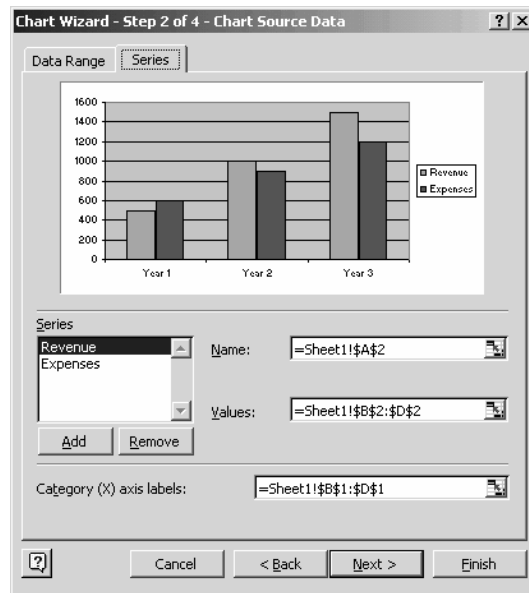 Chart Wizard - Step 2 of 4 - Chart Source Data
Data Range Series
1600
1400
1200
1000
800
600
400
200
0
Year 1 Year 2 Year 3
Revenue
Expenses
Series
Revenue
Expenses
Name: =Sheet1!$A$2
Values: =Sheet1!$B$2:$D$2
Add Remove
Category (X) axis labels: =Sheet1!$B$1:$D$1
Cancel < Back Next > Finish